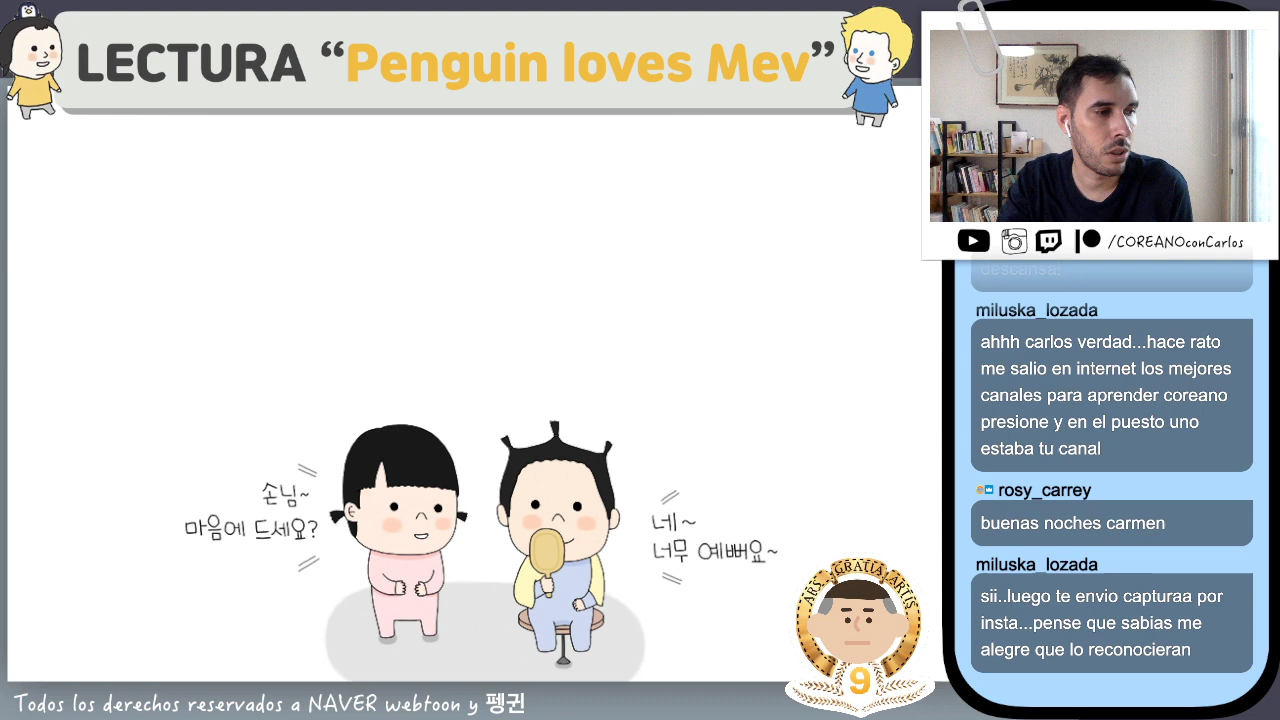 LECTURA “Penguin loves Mev”
손님~
마음에 드세요?
네~
너무 예뻐요~
ARS GRATIA ARTIS
9
Todos los derechos reservados a NAVER webtoon y 펭귄
/COREANOconCarlos
descansa!
miluska_lozada
ahhh carlos verdad...hace rato
me salio en internet los mejores
canales para aprender coreano
presione y en el puesto uno
estaba tu canal
rosy_carrey
buenas noches carmen
miluska_lozada
sii..luego te envio capturaa por
insta...pense que sabias me
alegre que lo reconocieran